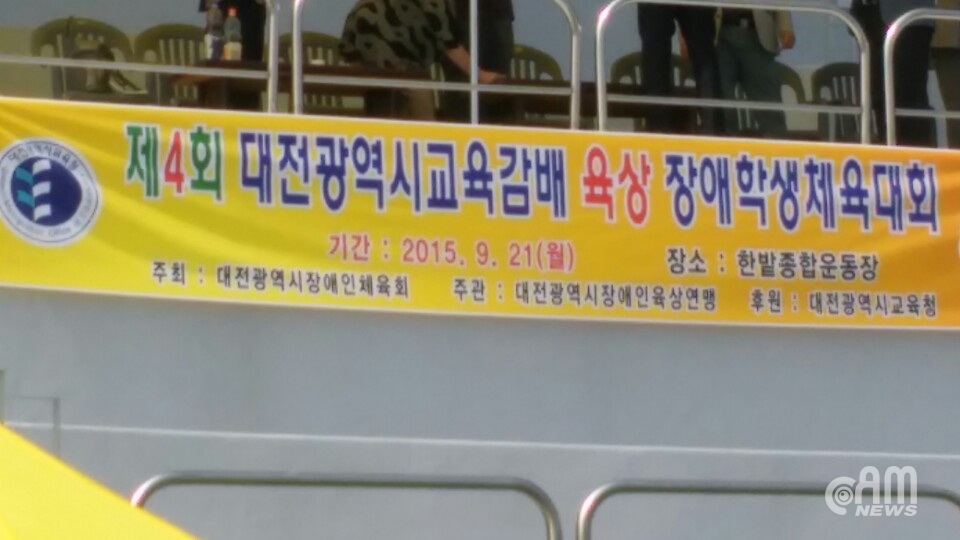 제4회 대전광역시교육감배 육상 장애학생체육대회
기간 : 2015. 9. 21(월) 장소 : 한밭종합운동장
주최 : 대전광역시장애인체육회 주관 : 대전광역시장애인육상연맹 후원 : 대전광역시교육청
CAM
NEWS